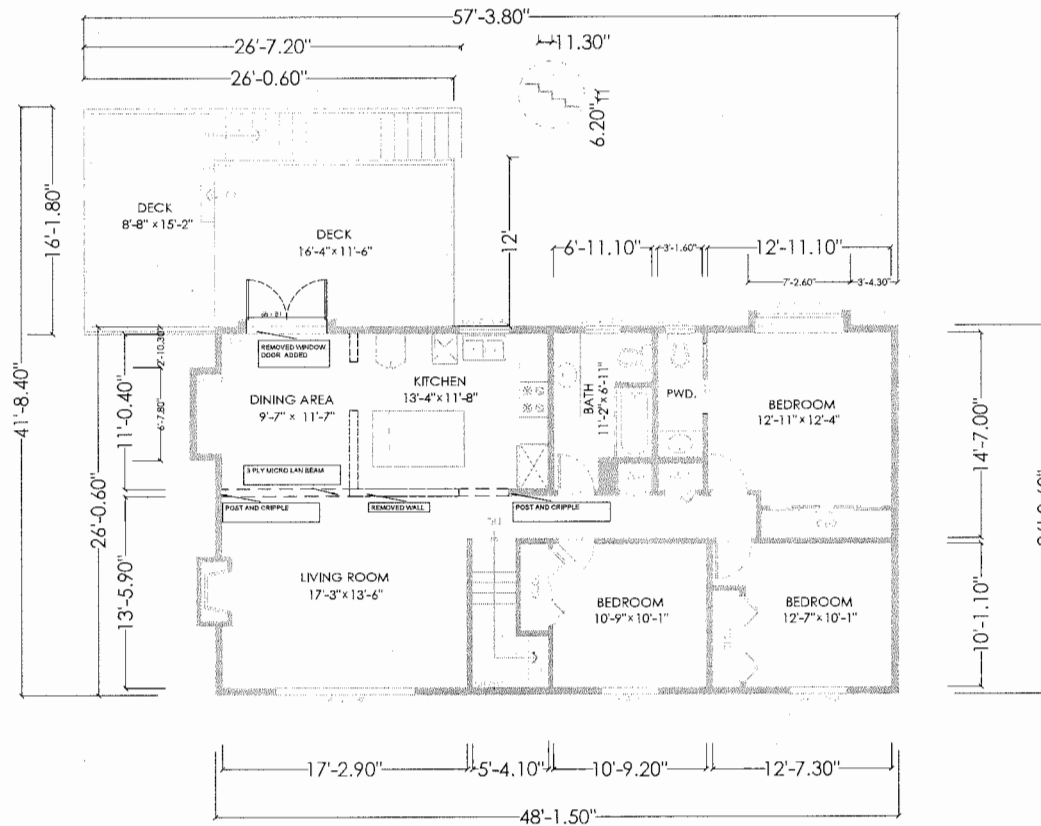 57'-3.80"
26'-7.20"
11.30"
26'-0.60"
6.20"
DECK
8'-8" x 15'-2"
DECK
16'-4" x 11'-6"
16'-1.80"
12'
6'-11.10"
3'-1.60"
12'-11.10"
7'-2.60"
3'-4.30"
REMOVED WINDOW
DOOR ADDED
2'-10.30"
41'-8.40"
11'-0.40"
6'-7.80"
DINING AREA
9'-7" x 11'-7"
KITCHEN
13'-4" x 11'-8"
BATH
11'-2" x 6'-11"
PWD.
BEDROOM
12'-11" x 12'-4"
14'-7.00"
3 PLY MICRO LAN BEAM
POST AND CRIPPLE
REMOVED WALL
POST AND CRIPPLE
26'-0.60"
13'-5.90"
LIVING ROOM
17'-3" x 13'-6"
BEDROOM
10'-9" x 10'-1"
BEDROOM
12'-7" x 10'-1"
10'-1.10"
17'-2.90"
5'-4.10"
10'-9.20"
12'-7.30"
48'-1.50"